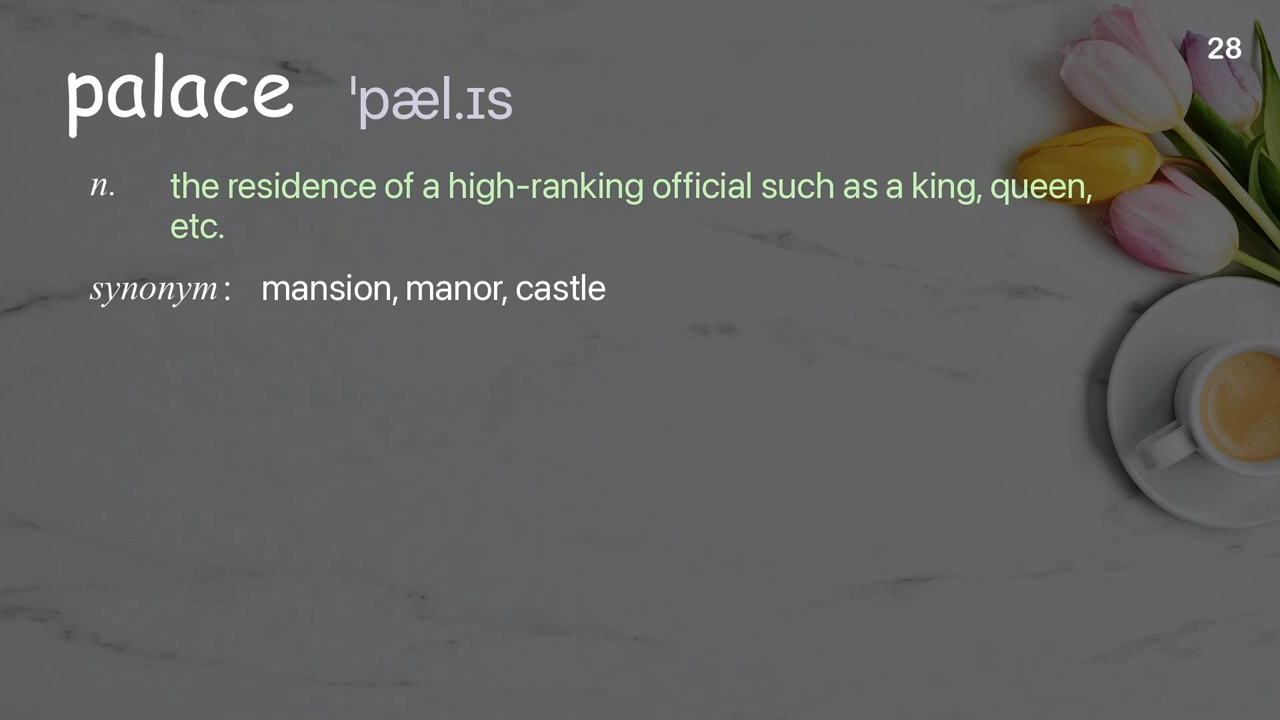 28
palace ˈpæl.ɪs
n. the residence of a high-ranking official such as a king, queen,
etc.
synonym: mansion, manor, castle